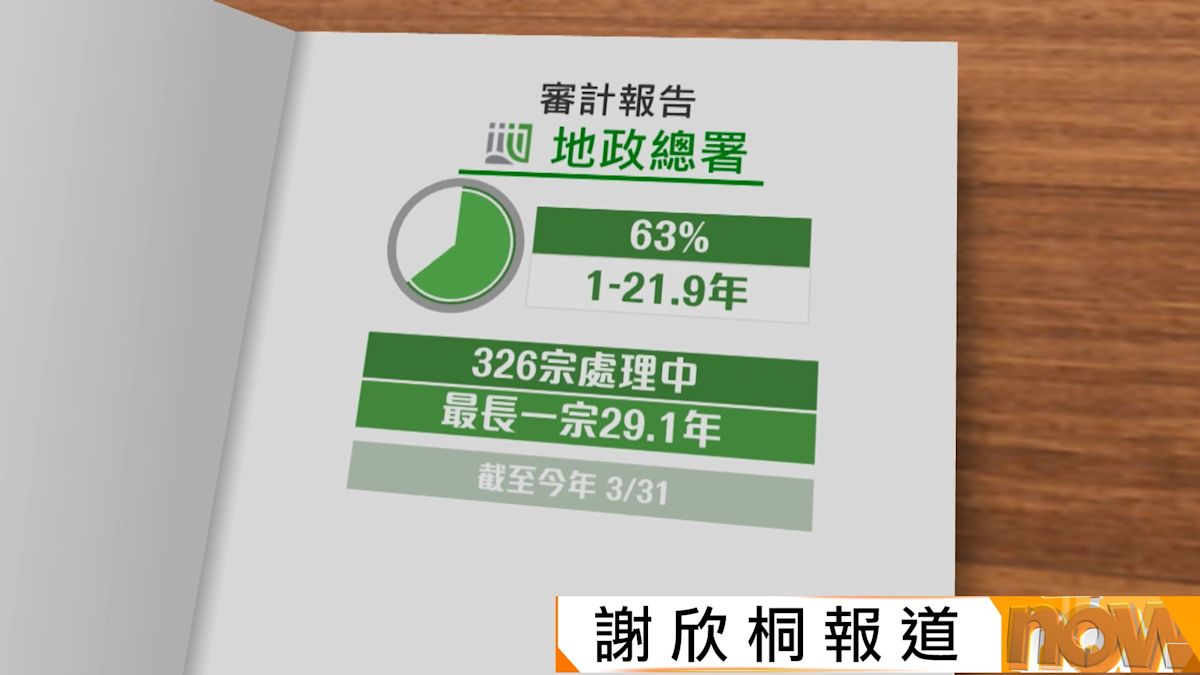 審計報告
地政總署
63%
1-21.9年
326宗處理中
最長一宗29.1年
截至今年 3/31
謝欣桐報道
now